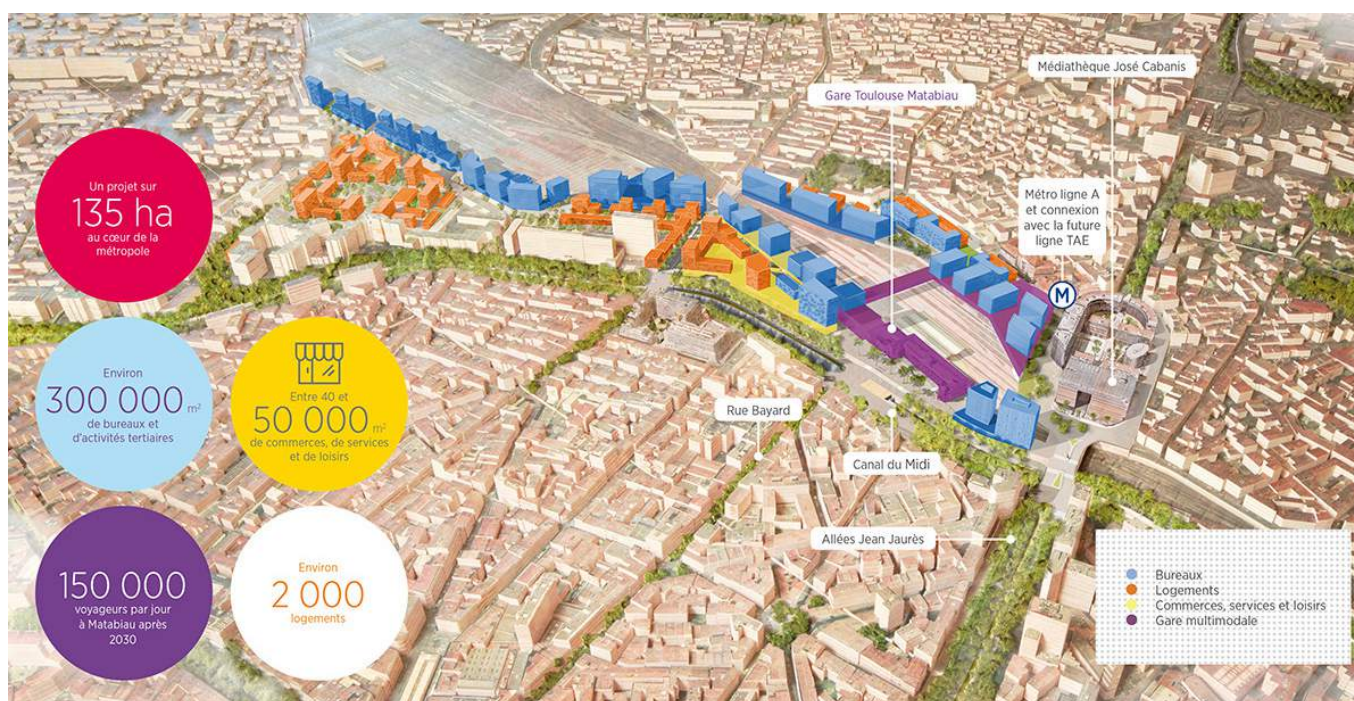 Médiathèque José Cabanis
Gare Toulouse Matabiau
Un projet sur
135 ha
au cœur de la
métropole
Métro ligne A
et connexion
avec la future
ligne TAE
M
Environ
300 000 m²
de bureaux et
d'activités tertiaires
Entre 40 et
50 000 m²
de commerces, de services
et de loisirs
Rue Bayard
Canal du Midi
Allées Jean Jaurès
150 000
voyageurs par jour
à Matabiau après
2030
Environ
2 000
logements
Bureaux
Logements
Commerces, services et loisirs
Gare multimodale